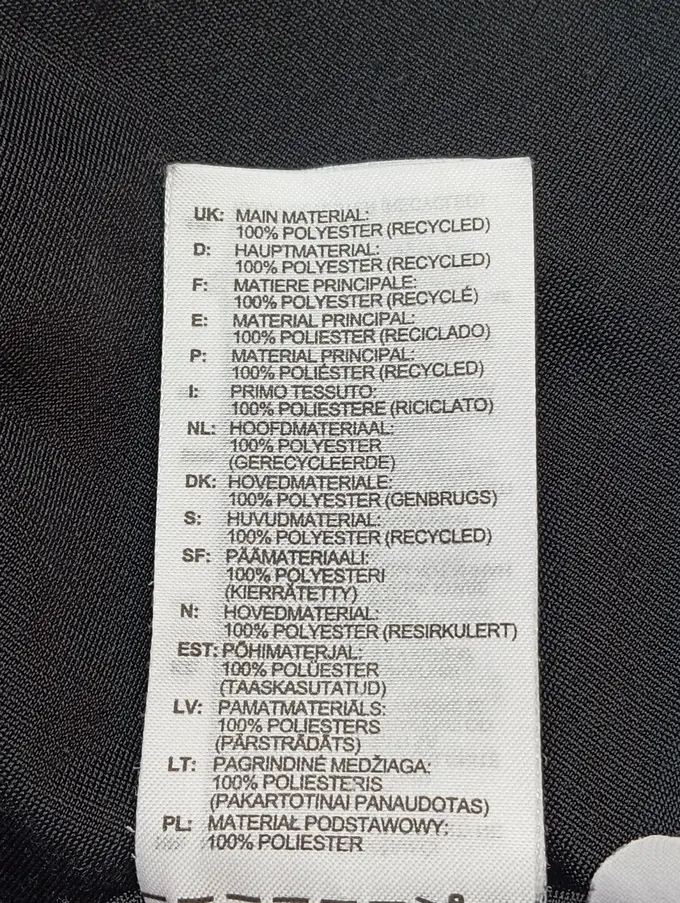 UK: MAIN MATERIAL:
100% POLYESTER (RECYCLED)
D: HAUPTMATERIAL:
100% POLYESTER (RECYCLED)
F: MATIERE PRINCIPALE:
100% POLYESTER (RECYCLÉ)
E: MATERIAL PRINCIPAL:
100% POLIESTER (RECICLADO)
P: MATERIAL PRINCIPAL:
100% POLIÉSTER (RECYCLED)
I: PRIMO TESSUTO:
100% POLIESTERE (RICICLATO)
NL: HOOFDMATERIAAL:
100% POLYESTER
(GERECYCLEERDE)
DK: HOVEDMATERIALE:
100% POLYESTER (GENBRUGS)
S: HUVUDMATERIAL:
100% POLYESTER (RECYCLED)
SF: PÄÄMATERIAALI:
100% POLYESTERI
(KIERRÄTETTY)
N: HOVEDMATERIAL:
100% POLYESTER (RESIRKULERT)
EST: PÕHIMATERJAL:
100% POLÜESTER
(TAASKASUTATUD)
LV: PAMATMATERIĀLS:
100% POLIESTERS
(PĀRSTRĀDĀTS)
LT: PAGRINDINĖ MEDŽIAGA:
100% POLIESTERIS
(PAKARTOTINAI PANAUDOTAS)
PL: MATERIAŁ PODSTAWOWY:
100% POLIESTER